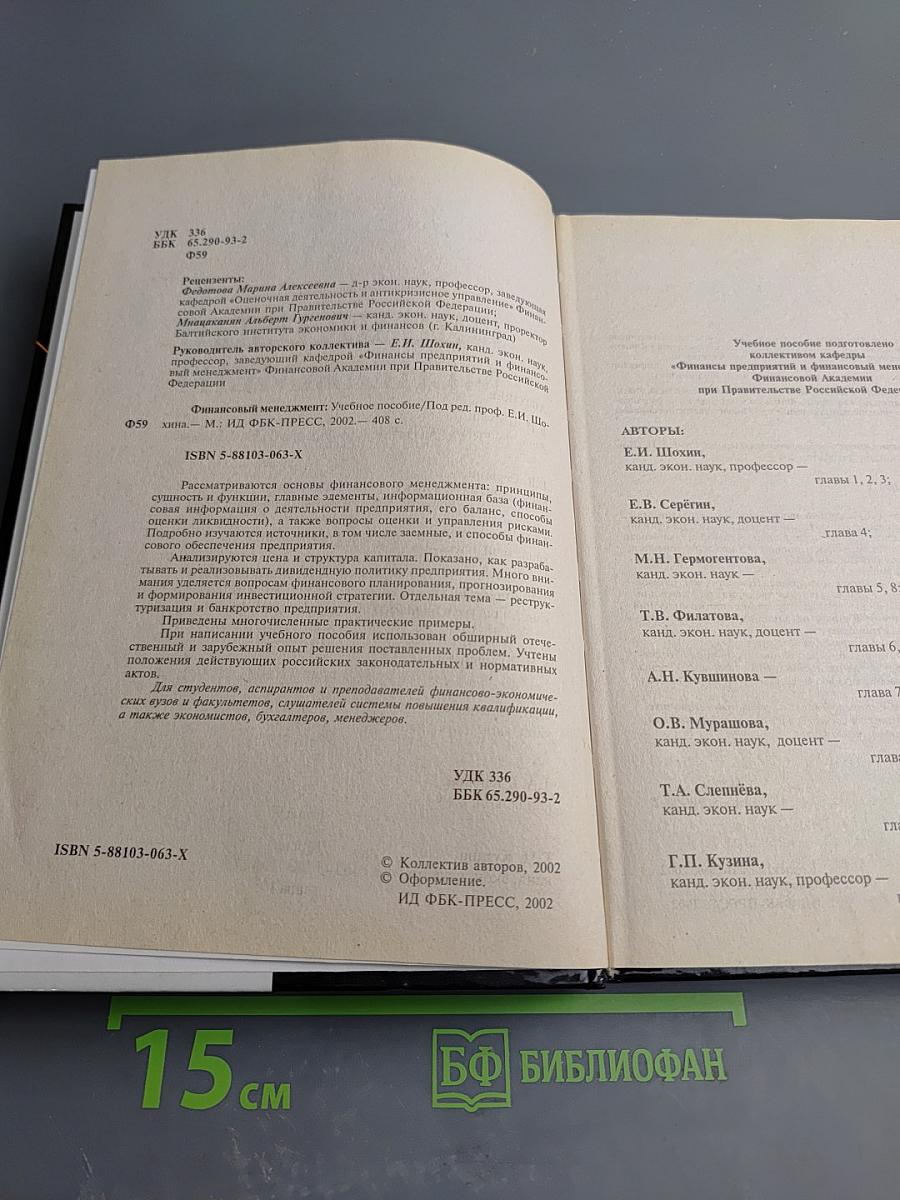 УДК 336
ББК 65.290-93-2
Ф59
Рецензенты:
Федотова Марина Алексеевна — д-р экон. наук, профессор, заведующая
кафедрой «Оценочная деятельность и антикризисное управление» Финан-
совой Академии при Правительстве Российской Федерации;
Мнацаканян Альберт Гургенович — канд. экон. наук, доцент, проректор
Балтийского института экономики и финансов (г. Калининград)
Руководитель авторского коллектива — Е.И. Шохин, канд. экон. наук,
профессор, заведующий кафедрой «Финансы предприятий и финансо-
вый менеджмент» Финансовой Академии при Правительстве Российской
Федерации
Финансовый менеджмент: Учебное пособие/Под ред. проф. Е.И. Шо-
Ф59 хина.— М.: ИД ФБК-ПРЕСС, 2002.— 408 с.
ISBN 5-88103-063-X
Рассматриваются основы финансового менеджмента: принципы,
сущность и функции, главные элементы, информационная база (финан-
совая информация о деятельности предприятия, его баланс, способы
оценки ликвидности), а также вопросы оценки и управления рисками.
Подробно изучаются источники, в том числе заемные, и способы финан-
сового обеспечения предприятия.
Анализируются цена и структура капитала. Показано, как разраба-
тывать и реализовывать дивидендную политику предприятия. Много вни-
мания уделяется вопросам финансового планирования, прогнозирования
и формирования инвестиционной стратегии. Отдельная тема — реструк-
туризация и банкротство предприятия.
Приведены многочисленные практические примеры.
При написании учебного пособия использован обширный отече-
ственный и зарубежный опыт решения поставленных проблем. Учтены
положения действующих российских законодательных и нормативных
актов.
Для студентов, аспирантов и преподавателей финансово-экономиче-
ских вузов и факультетов, слушателей системы повышения квалификации,
а также экономистов, бухгалтеров, менеджеров.
УДК 336
ББК 65.290-93-2
ISBN 5-88103-063-X
© Коллектив авторов, 2002
© Оформление.
ИД ФБК-ПРЕСС, 2002
Учебное пособие подготовлено
коллективом кафедры
«Финансы предприятий и финансовый мене
Финансовой Академии
при Правительстве Российской Феде
АВТОРЫ:
Е.И. Шохин,
канд. экон. наук, профессор —
главы 1, 2, 3;
Е.В. Серёгин,
канд. экон. наук, доцент —
глава 4;
М.Н. Гермогентова,
канд. экон. наук —
главы 5, 8;
Т.В. Филатова,
канд. экон. наук, доцент —
главы 6,
А.Н. Кувшинова —
глава 7
О.В. Мурашова,
канд. экон. наук, доцент —
глав
Т.А. Слепнёва,
канд. экон. наук —
гл
Г.П. Кузина,
канд. экон. наук, профессор —
15 см
БФ БИБЛИОФАН